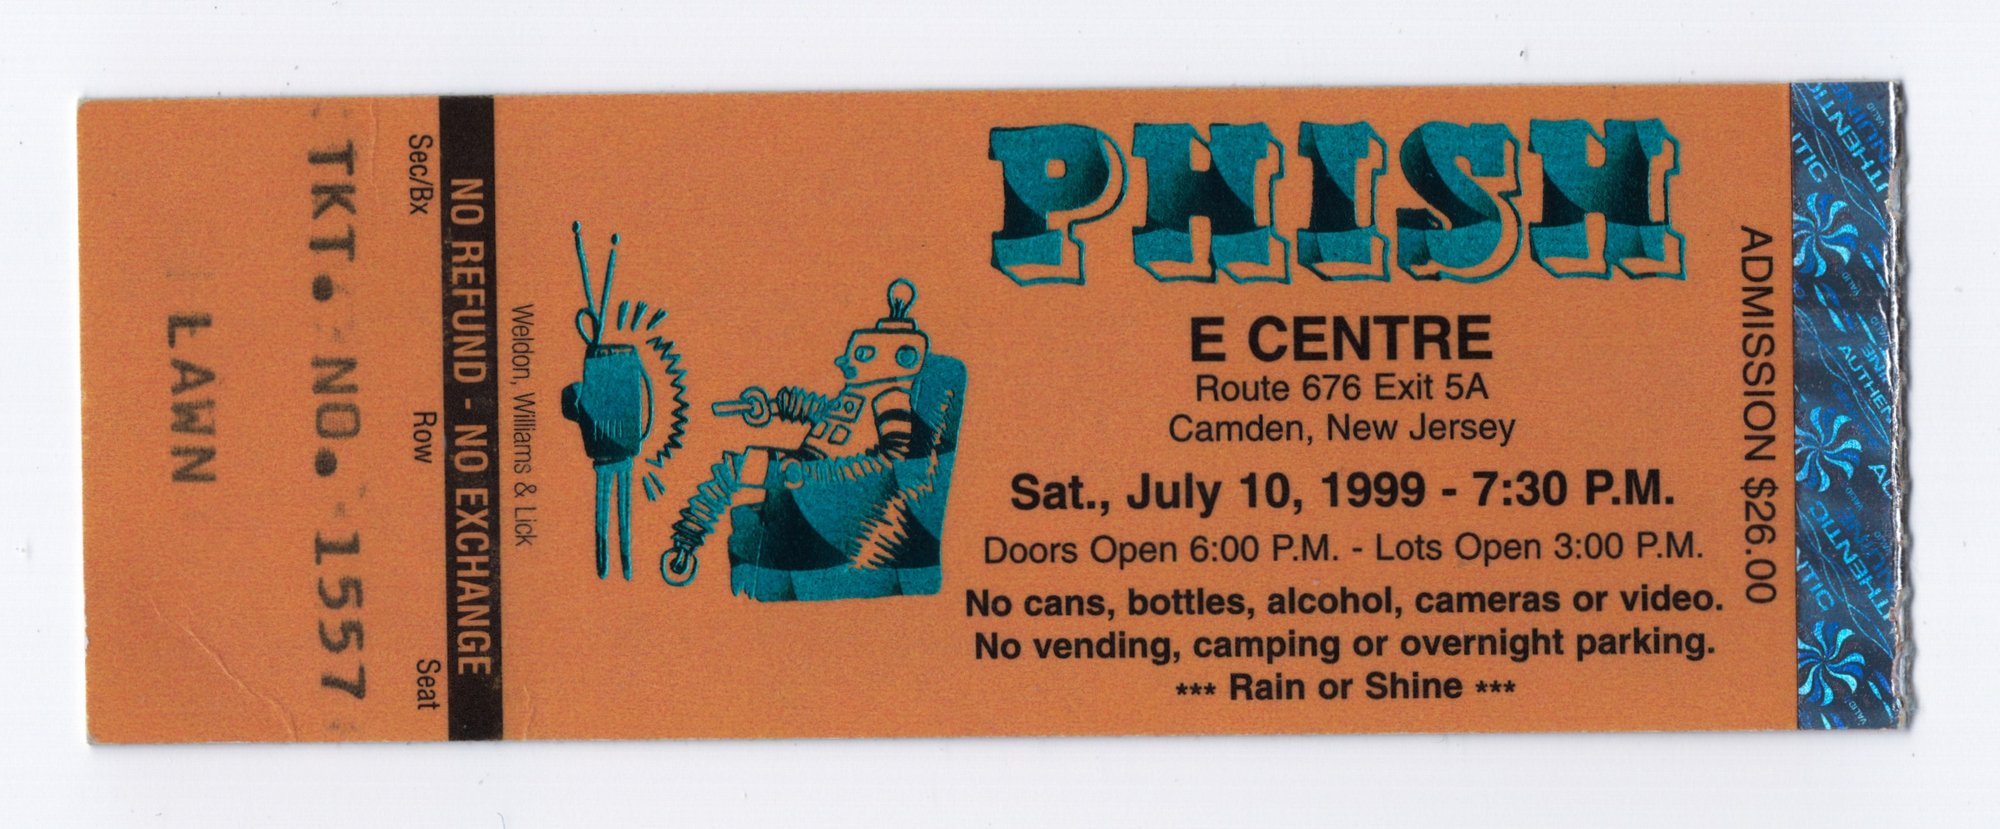 PHISH
E CENTRE
Route 676 Exit 5A
Camden, New Jersey
Sat., July 10, 1999 - 7:30 P.M.
Doors Open 6:00 P.M. - Lots Open 3:00 P.M.
No cans, bottles, alcohol, cameras or video.
No vending, camping or overnight parking.
*** Rain or Shine ***
ADMISSION $26.00
Weldon, Williams & Lick
NO REFUND - NO EXCHANGE
Sec/Bx Row Seat
TKT. NO. 1557
LAWN
AUTHENTIC